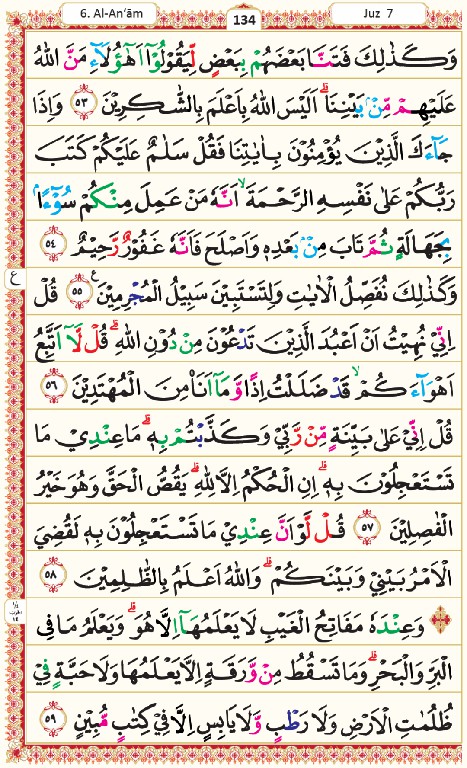 6. Al-An'ām
134
Juz 7
وَكَذٰلِكَ فَتَنَّا بَعْضَهُمْ بِبَعْضٍ لِّيَقُوْلُوْٓا اَهٰٓؤُلَآءِ مَنَّ اللّٰهُ
عَلَيْهِمْ مِّنْۢ بَيْنِنَا ۗ اَلَيْسَ اللّٰهُ بِاَعْلَمَ بِالشّٰكِرِيْنَ ٥٣ وَاِذَا
جَآءَكَ الَّذِيْنَ يُؤْمِنُوْنَ بِاٰيٰتِنَا فَقُلْ سَلٰمٌ عَلَيْكُمْ كَتَبَ
رَبُّكُمْ عَلٰى نَفْسِهِ الرَّحْمَةَ ۙ اَنَّهٗ مَنْ عَمِلَ مِنْكُمْ سُوْۤءًاۢ
بِجَهَالَةٍ ثُمَّ تَابَ مِنْۢ بَعْدِهٖ وَاَصْلَحَ فَاَنَّهٗ غَفُوْرٌ رَّحِيْمٌ ٥٤
وَكَذٰلِكَ نُفَصِّلُ الْاٰيٰتِ وَلِتَسْتَبِيْنَ سَبِيْلُ الْمُجْرِمِيْنَ ٥٥ ع قُلْ
ع
اِنِّيْ نُهِيْتُ اَنْ اَعْبُدَ الَّذِيْنَ تَدْعُوْنَ مِنْ دُوْنِ اللّٰهِ ۗ قُلْ لَّآ اَتَّبِعُ
اَهْوَآءَكُمْ ۙ قَدْ ضَلَلْتُ اِذًا وَّمَآ اَنَا۠ مِنَ الْمُهْتَدِيْنَ ٥٦
قُلْ اِنِّيْ عَلٰى بَيِّنَةٍ مِّنْ رَّبِّيْ وَكَذَّبْتُمْ بِهٖ ۗ مَا عِنْدِيْ مَا
تَسْتَعْجِلُوْنَ بِهٖ ۗ اِنِ الْحُكْمُ اِلَّا لِلّٰهِ ۗ يَقُصُّ الْحَقَّ وَهُوَ خَيْرُ
الْفٰصِلِيْنَ ٥٧ قُلْ لَّوْ اَنَّ عِنْدِيْ مَا تَسْتَعْجِلُوْنَ بِهٖ لَقُضِيَ
الْاَمْرُ بَيْنِيْ وَبَيْنَكُمْ ۗ وَاللّٰهُ اَعْلَمُ بِالظّٰلِمِيْنَ ٥٨
وَعِنْدَهٗ مَفَاتِحُ الْغَيْبِ لَا يَعْلَمُهَآ اِلَّا هُوَ ۗ وَيَعْلَمُ مَا فِى
الْبَرِّ وَالْبَحْرِ ۗ وَمَا تَسْقُطُ مِنْ وَّرَقَةٍ اِلَّا يَعْلَمُهَا وَلَا حَبَّةٍ فِيْ
ظُلُمٰتِ الْاَرْضِ وَلَا رَطْبٍ وَّلَا يَابِسٍ اِلَّا فِيْ كِتٰبٍ مُّبِيْنٍ ٥٩